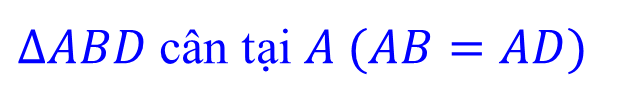 ΔABD cân tại A (AB = AD)